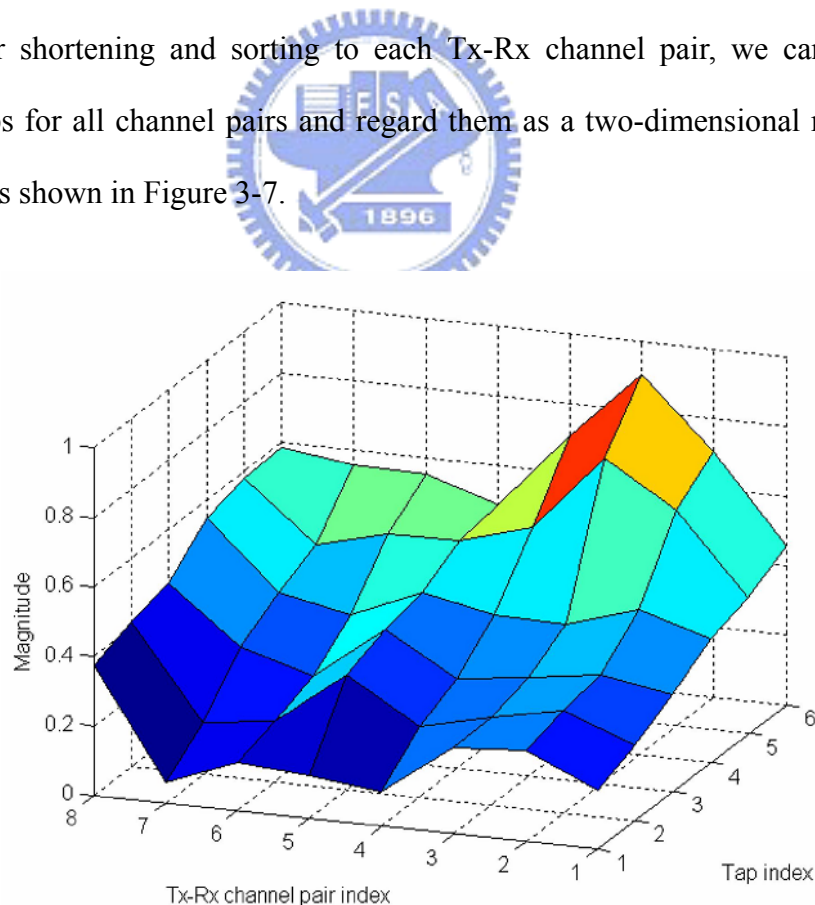 r shortening and sorting to each Tx-Rx channel pair, we can
s for all channel pairs and regard them as a two-dimensional
s shown in Figure 3-7.
ES
1896
Magnitude
1
0.8
0.6
0.4
0.2
0
8 7 6 5 4 3 2 1
Tx-Rx channel pair index
1 2 3 4 5 6
Tap index